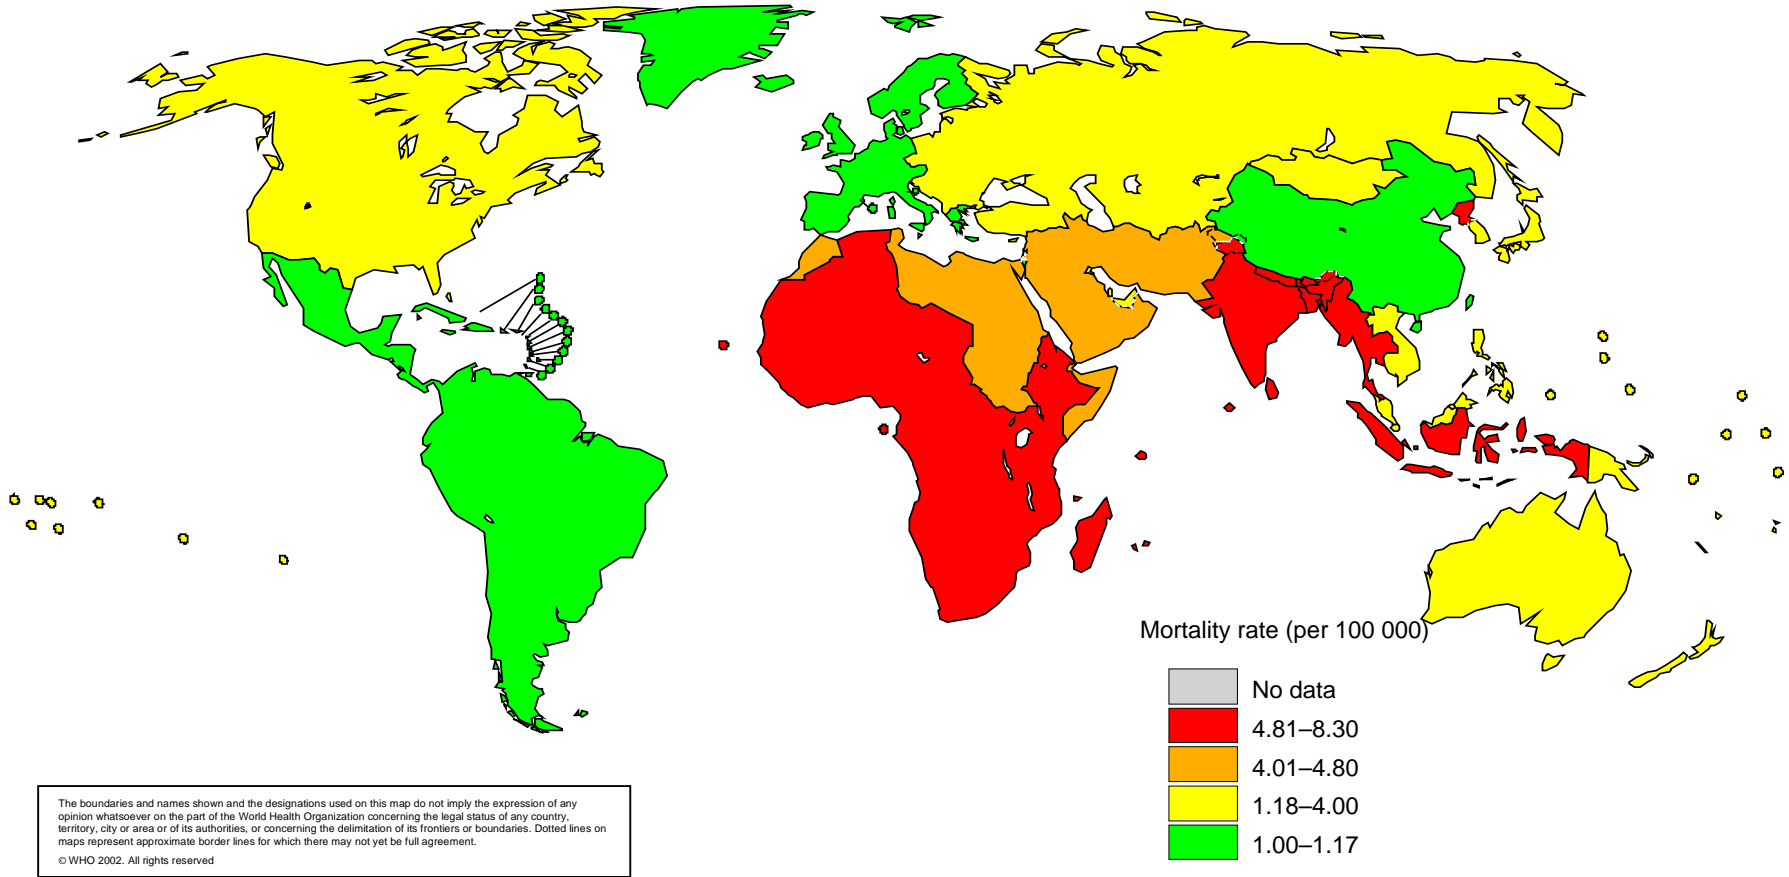 Mortality rate (per 100 000)
No data
4.81–8.30
4.01–4.80
1.18–4.00
1.00–1.17
The boundaries and names shown and the designations used on this map do not imply the expression of any
opinion whatsoever on the part of the World Health Organization concerning the legal status of any country,
territory, city or area or of its authorities, or concerning the delimitation of its frontiers or boundaries. Dotted lines on
maps represent approximate border lines for which there may not yet be full agreement.
© WHO 2002. All rights reserved